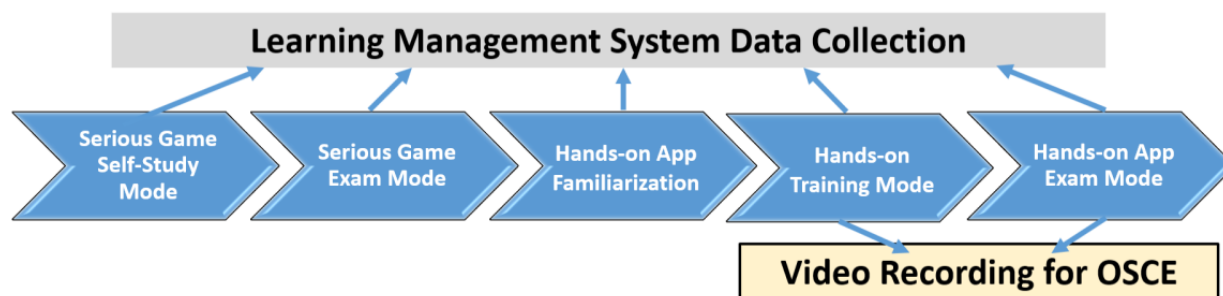 Learning Management System Data Collection
Serious Game
Self-Study
Mode
Serious Game
Exam Mode
Hands-on App
Familiarization
Hands-on
Training Mode
Hands-on App
Exam Mode
Video Recording for OSCE